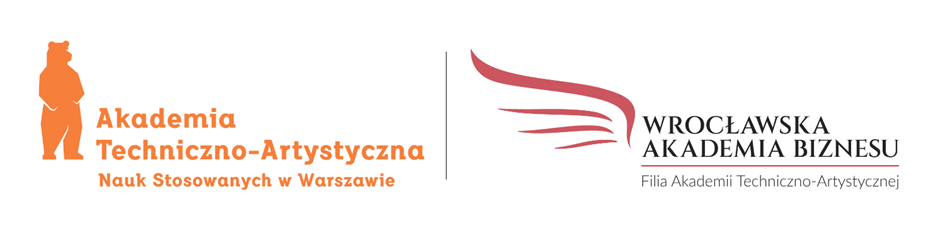 Akademia
Techniczno-Artystyczna
Nauk Stosowanych w Warszawie
WROCŁAWSKA
AKADEMIA BIZNESU
Filia Akademii Techniczno-Artystycznej